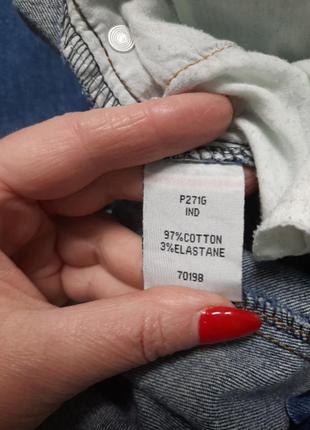 P271G
IND
97%COTTON
3%ELASTANE
70198